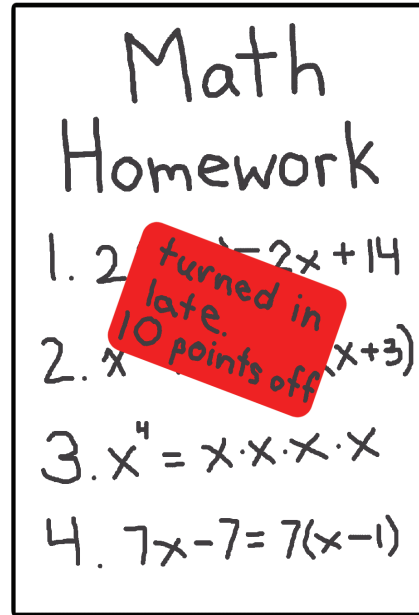 Math
Homework
1. 2 )=2x+14
turned in
late.
10 points off
2. x x+3)
3. x⁴ = x·x·x·x
4. 7x-7=7(x-1)